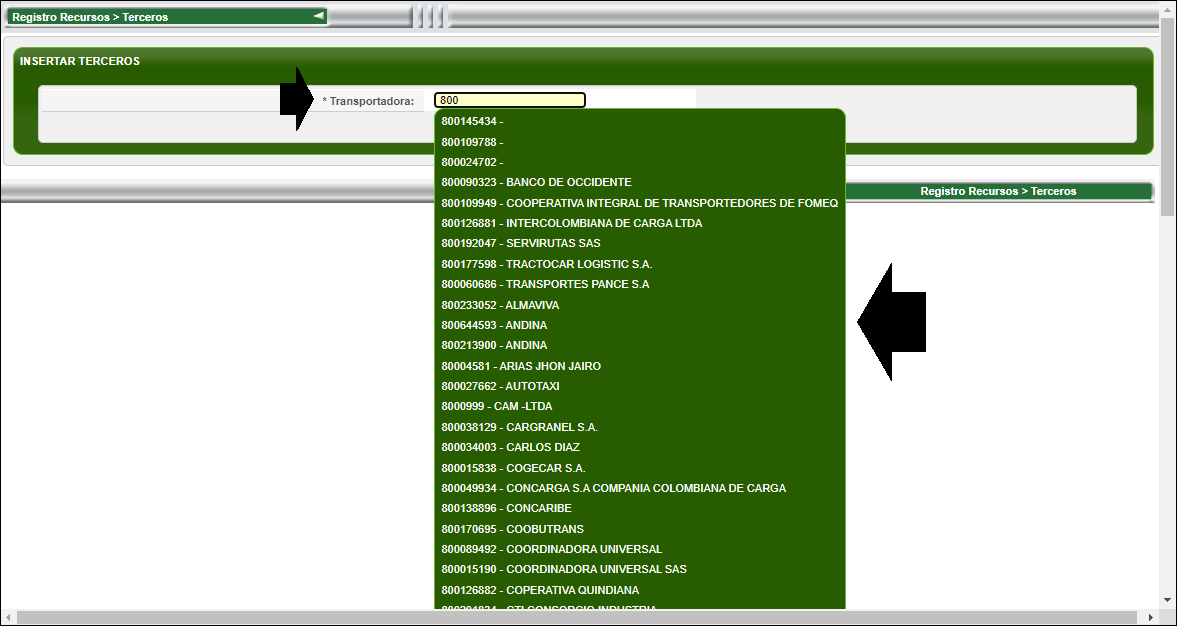 Registro Recursos > Terceros
INSERTAR TERCEROS
* Transportadora: 800
800145434 -
800109788 -
800024702 -
800090323 - BANCO DE OCCIDENTE
800109949 - COOPERATIVA INTEGRAL DE TRANSPORTEDORES DE FOMEQ
800126881 - INTERCOLOMBIANA DE CARGA LTDA
800192047 - SERVIRUTAS SAS
800177598 - TRACTOCAR LOGISTIC S.A.
800060686 - TRANSPORTES PANCE S.A
800233052 - ALMAVIVA
800644593 - ANDINA
800213900 - ANDINA
80004581 - ARIAS JHON JAIRO
800027662 - AUTOTAXI
8000999 - CAM -LTDA
800038129 - CARGRANEL S.A.
800034003 - CARLOS DIAZ
800015838 - COGECAR S.A.
800049934 - CONCARGA S.A COMPANIA COLOMBIANA DE CARGA
800138896 - CONCARIBE
800170695 - COOBUTRANS
800089492 - COORDINADORA UNIVERSAL
800015190 - COORDINADORA UNIVERSAL SAS
800126882 - COPERATIVA QUINDIANA
CTI CONSORCIO INDUSTRIA
Registro Recursos > Terceros